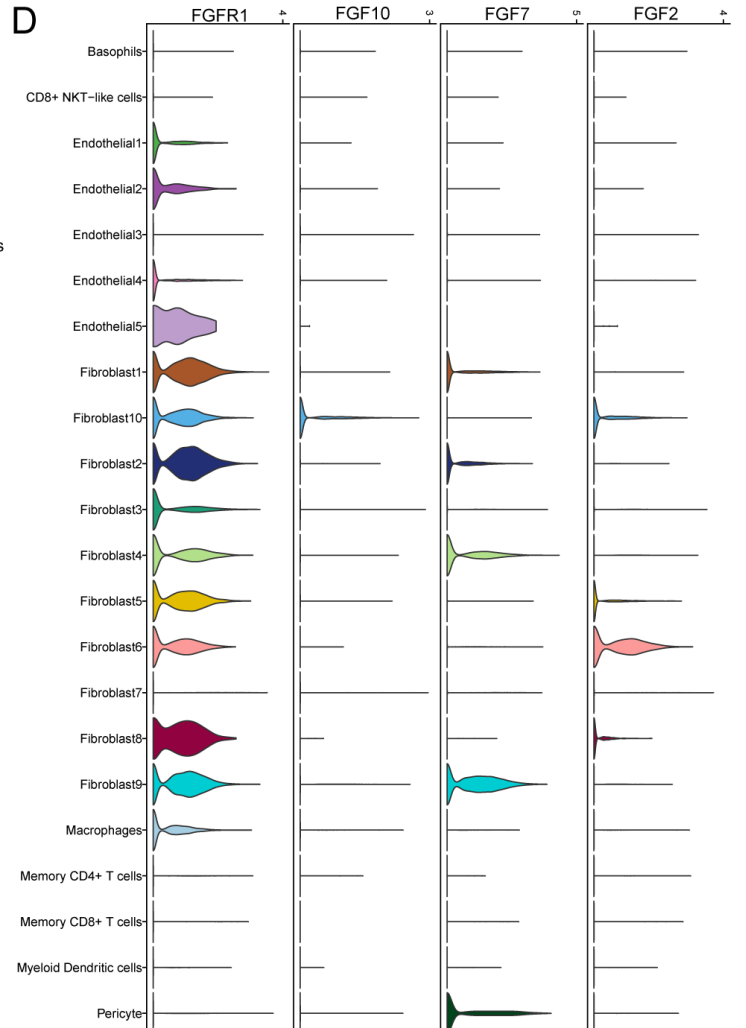 D
FGFR1 4 FGF10 3 FGF7 5 FGF2 4
Basophils
CD8+ NKT−like cells
Endothelial1
Endothelial2
Endothelial3
s
Endothelial4
Endothelial5
Fibroblast1
Fibroblast10
Fibroblast2
Fibroblast3
Fibroblast4
Fibroblast5
Fibroblast6
Fibroblast7
Fibroblast8
Fibroblast9
Macrophages
Memory CD4+ T cells
Memory CD8+ T cells
Myeloid Dendritic cells
Pericyte